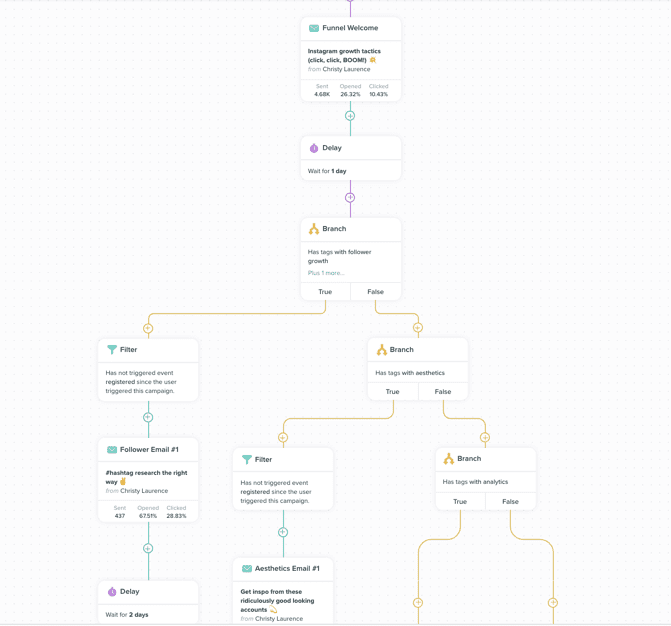 Funnel Welcome
Instagram growth tactics
(click, click, BOOM!)
from Christy Laurence
Sent Opened Clicked
4.68K 26.32% 10.43%
Delay
Wait for 1 day
Branch
Has tags with follower
growth
Plus 1 more...
True False
Filter
Has not triggered event
registered since the user
triggered this campaign.
Branch
Has tags with aesthetics
True False
Follower Email #1
#hashtag research the right
way ✌️
from Christy Laurence
Sent Opened Clicked
437 67.51% 28.83%
Filter
Has not triggered event
registered since the user
triggered this campaign.
Branch
Has tags with analytics
True False
Aesthetics Email #1
Get inspo from these
ridiculously good looking
accounts 💫
from Christy Laurence
Delay
Wait for 2 days